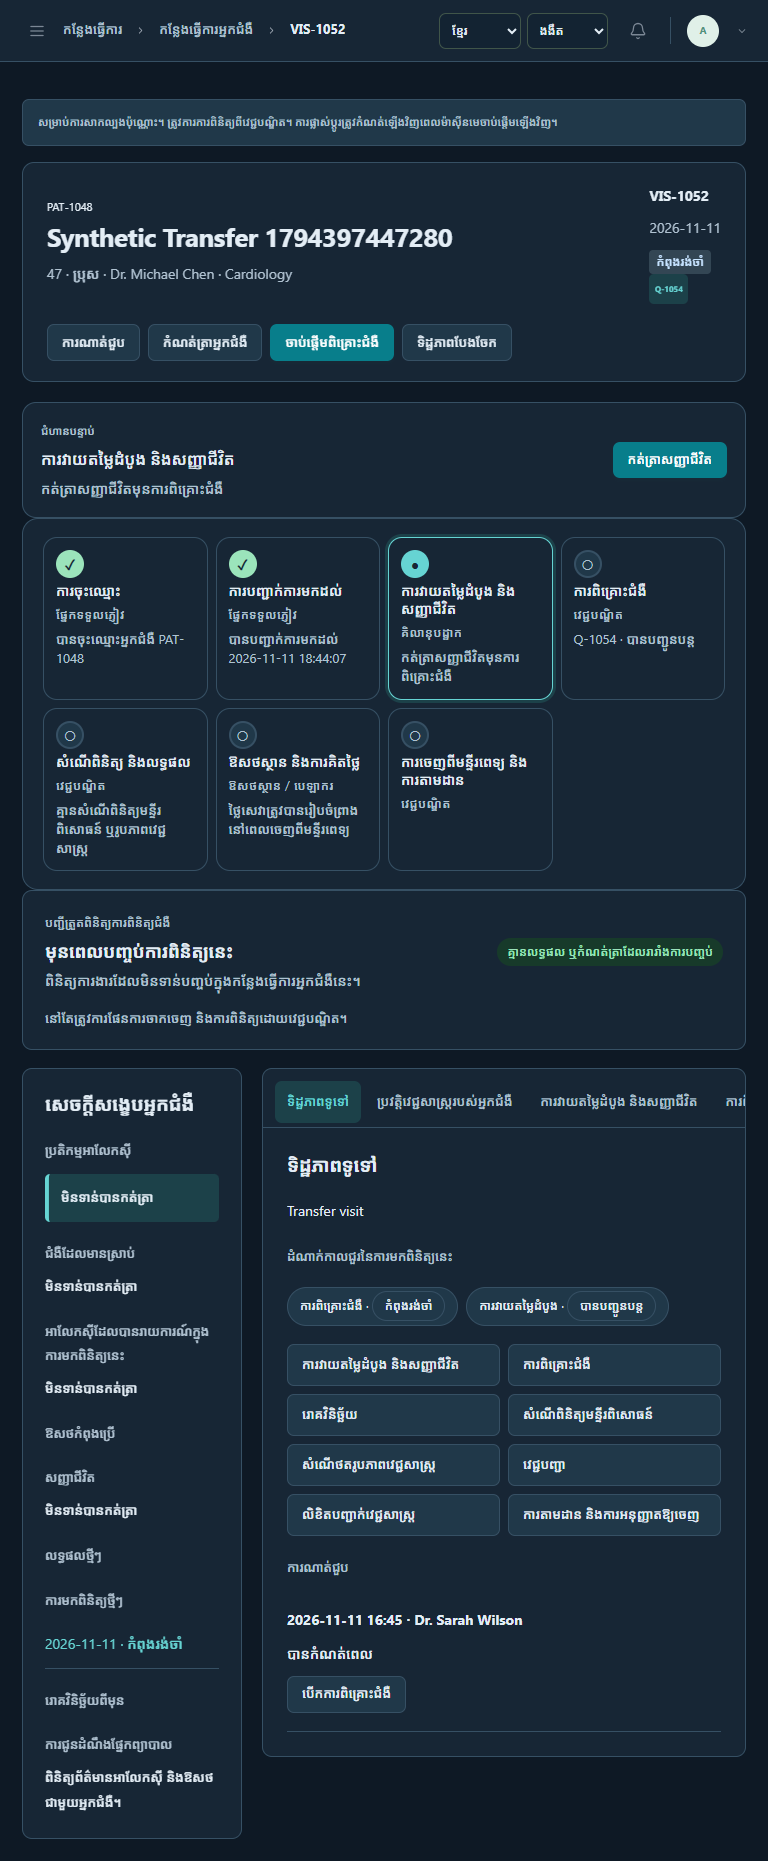 កន្លែងធ្វើការ › កន្លែងធ្វើការអ្នកជំងឺ › VIS-1052
ខ្មែរ
ងងឹត
A
សម្រាប់ការសាកល្បងប៉ុណ្ណោះ។ ត្រូវការការពិនិត្យពីវេជ្ជបណ្ឌិត។ ការផ្លាស់ប្តូរត្រូវកំណត់ឡើងវិញពេលម៉ាស៊ីនមេចាប់ផ្តើមឡើងវិញ។
PAT-1048
Synthetic Transfer 1794397447280
47 · ប្រុស · Dr. Michael Chen · Cardiology
VIS-1052
2026-11-11
កំពុងរង់ចាំ
Q-1054
ការណាត់ជួប
កំណត់ត្រាអ្នកជំងឺ
ចាប់ផ្តើមពិគ្រោះជំងឺ
ទិដ្ឋភាពបែងចែក
ជំហានបន្ទាប់
ការវាយតម្លៃដំបូង និងសញ្ញាជីវិត
កត់ត្រាសញ្ញាជីវិតមុនការពិគ្រោះជំងឺ
កត់ត្រាសញ្ញាជីវិត
ការចុះឈ្មោះ
ផ្នែកទទួលភ្ញៀវ
បានចុះឈ្មោះអ្នកជំងឺ PAT-
1048
ការបញ្ជាក់ការមកដល់
ផ្នែកទទួលភ្ញៀវ
បានបញ្ជាក់ការមកដល់
2026-11-11 18:44:07
ការវាយតម្លៃដំបូង និង
សញ្ញាជីវិត
គិលានុបដ្ឋាក
កត់ត្រាសញ្ញាជីវិតមុនការ
ពិគ្រោះជំងឺ
ការពិគ្រោះជំងឺ
វេជ្ជបណ្ឌិត
Q-1054 · បានបញ្ជូនបន្ត
សំណើពិនិត្យ និងលទ្ធផល
វេជ្ជបណ្ឌិត
គ្មានសំណើពិនិត្យមន្ទីរ
ពិសោធន៍ ឬរូបភាពវេជ្ជ
សាស្ត្រ
ឱសថស្ថាន និងការគិតថ្លៃ
ឱសថស្ថាន / បេឡាករ
ថ្លៃសេវាត្រូវបានរៀបចំព្រាង
នៅពេលចេញពីមន្ទីរពេទ្យ
ការចេញពីមន្ទីរពេទ្យ និង
ការតាមដាន
វេជ្ជបណ្ឌិត
បញ្ជីត្រួតពិនិត្យការពិនិត្យជំងឺ
មុនពេលបញ្ចប់ការពិនិត្យនេះ
ពិនិត្យការងារដែលមិនទាន់បញ្ចប់ក្នុងកន្លែងធ្វើការអ្នកជំងឺនេះ។
គ្មានលទ្ធផល ឬកំណត់ត្រាដែលរារាំងការបញ្ចប់
នៅតែត្រូវការផែនការចាកចេញ និងការពិនិត្យដោយវេជ្ជបណ្ឌិត។
សេចក្តីសង្ខេបអ្នកជំងឺ
ប្រតិកម្មអាលែកស៊ី
មិនទាន់បានកត់ត្រា
ជំងឺដែលមានស្រាប់
មិនទាន់បានកត់ត្រា
អាលែកស៊ីដែលបានរាយការណ៍ក្នុង
ការមកពិនិត្យនេះ
មិនទាន់បានកត់ត្រា
ឱសថកំពុងប្រើ
សញ្ញាជីវិត
មិនទាន់បានកត់ត្រា
លទ្ធផលថ្មីៗ
ការមកពិនិត្យថ្មីៗ
2026-11-11 · កំពុងរង់ចាំ
រោគវិនិច្ឆ័យពីមុន
ការជូនដំណឹងផ្នែកព្យាបាល
ពិនិត្យព័ត៌មានអាលែកស៊ី និងឱសថ
ជាមួយអ្នកជំងឺ។
ទិដ្ឋភាពទូទៅ
ប្រវត្តិវេជ្ជសាស្ត្ររបស់អ្នកជំងឺ
ការវាយតម្លៃដំបូង និងសញ្ញាជីវិត
ទិដ្ឋភាពទូទៅ
Transfer visit
ដំណាក់កាលជួរនៃការមកពិនិត្យនេះ
ការពិគ្រោះជំងឺ · កំពុងរង់ចាំ
ការវាយតម្លៃដំបូង · បានបញ្ជូនបន្ត
ការវាយតម្លៃដំបូង និងសញ្ញាជីវិត
ការពិគ្រោះជំងឺ
រោគវិនិច្ឆ័យ
សំណើពិនិត្យមន្ទីរពិសោធន៍
សំណើថតរូបភាពវេជ្ជសាស្ត្រ
វេជ្ជបញ្ជា
លិខិតបញ្ជាក់វេជ្ជសាស្ត្រ
ការតាមដាន និងការអនុញ្ញាតឱ្យចេញ
ការណាត់ជួប
2026-11-11 16:45 · Dr. Sarah Wilson
បានកំណត់ពេល
បើកការពិគ្រោះជំងឺ